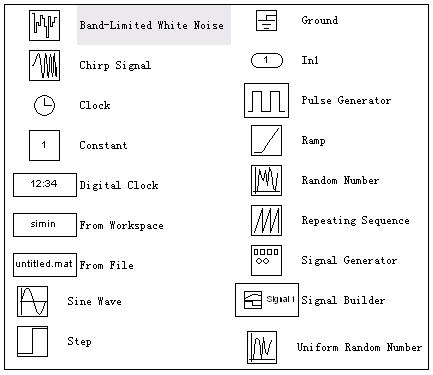 Band-Limited White Noise
Chirp Signal
Clock
1
Constant
12:34
Digital Clock
simin
From Workspace
untitled.mat
From File
Sine Wave
Step
Ground
1
In1
Pulse Generator
Ramp
Random Number
Repeating Sequence
Signal Generator
Signal 1
Signal Builder
Uniform Random Number